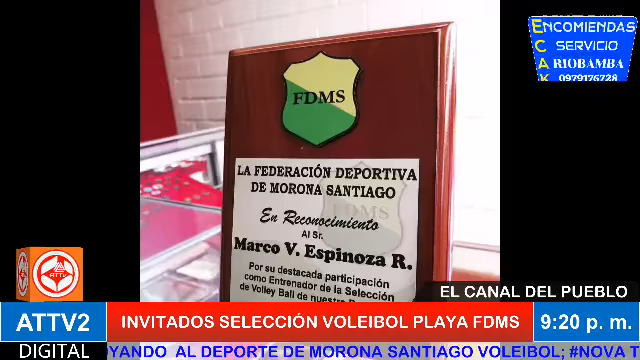 ENCOMIENDAS
SERVICIO
RIOBAMBA
0979176728
FDMS
LA FEDERACIÓN DEPORTIVA
DE MORONA SANTIAGO
En Reconocimiento
Al Sr.
Marco V. Espinoza R.
Por su destacada participación
como Entrenador de la Selección
de Volley Ball de nuestra
EL CANAL DEL PUEBLO
ATTV
ATTV2
INVITADOS SELECCIÓN VOLEIBOL PLAYA FDMS
9:20 p. m.
DIGITAL
YANDO AL DEPORTE DE MORONA SANTIAGO VOLEIBOL; #NOVA